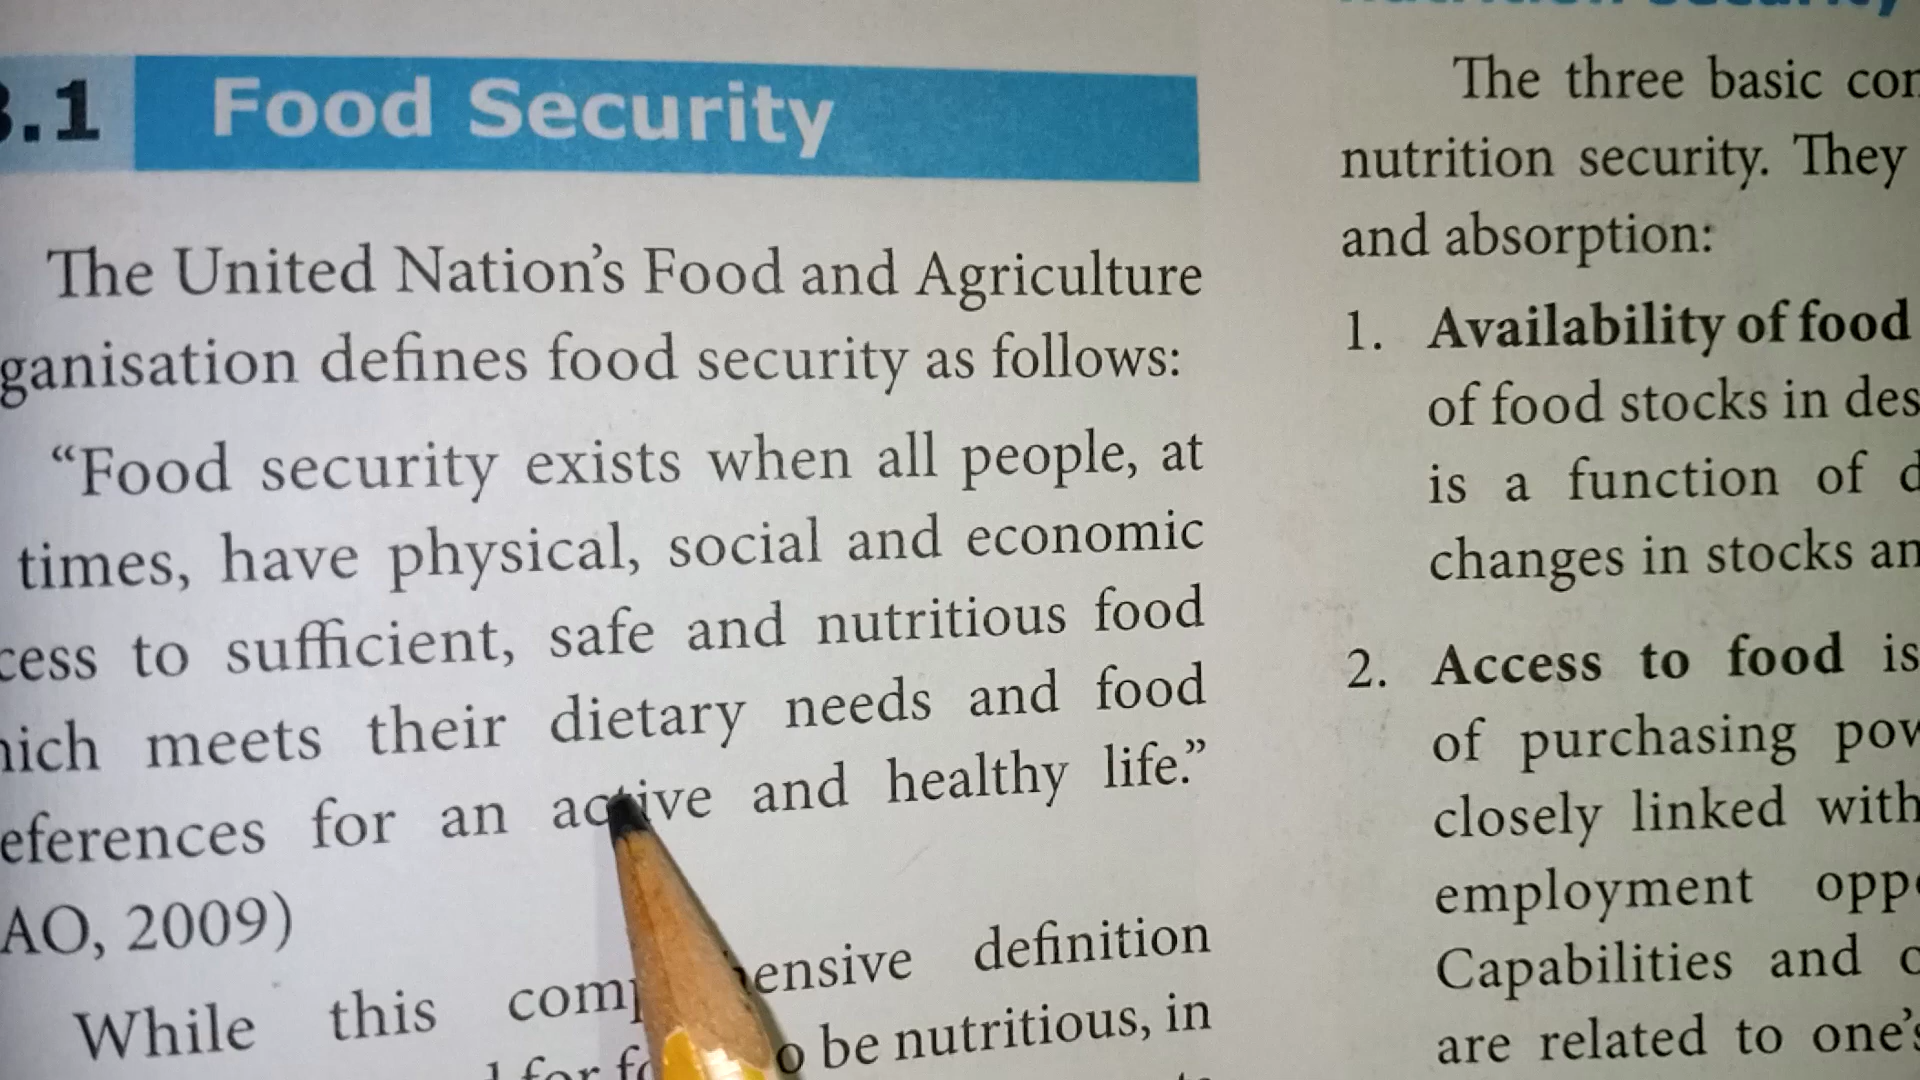 .1 Food Security
The United Nation's Food and Agriculture
ganisation defines food security as follows:
“Food security exists when all people, at
times, have physical, social and economic
cess to sufficient, safe and nutritious food
hich meets their dietary needs and food
eferences for an active and healthy life.”
AO, 2009)
While this definition
be nutritious, in
The three basic
nutrition security. They
and absorption:
1. Availability of food
of food stocks in des
is a function of
changes in stocks an
2. Access to food is
of purchasing pow
closely linked with
employment oppo
Capabilities and
are related to one's